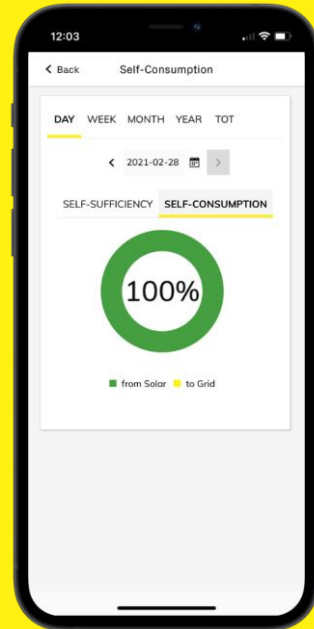 12:03
Back Self-Consumption
DAY WEEK MONTH YEAR TOT
2021-02-28
SELF-SUFFICIENCY SELF-CONSUMPTION
100%
from Solar to Grid